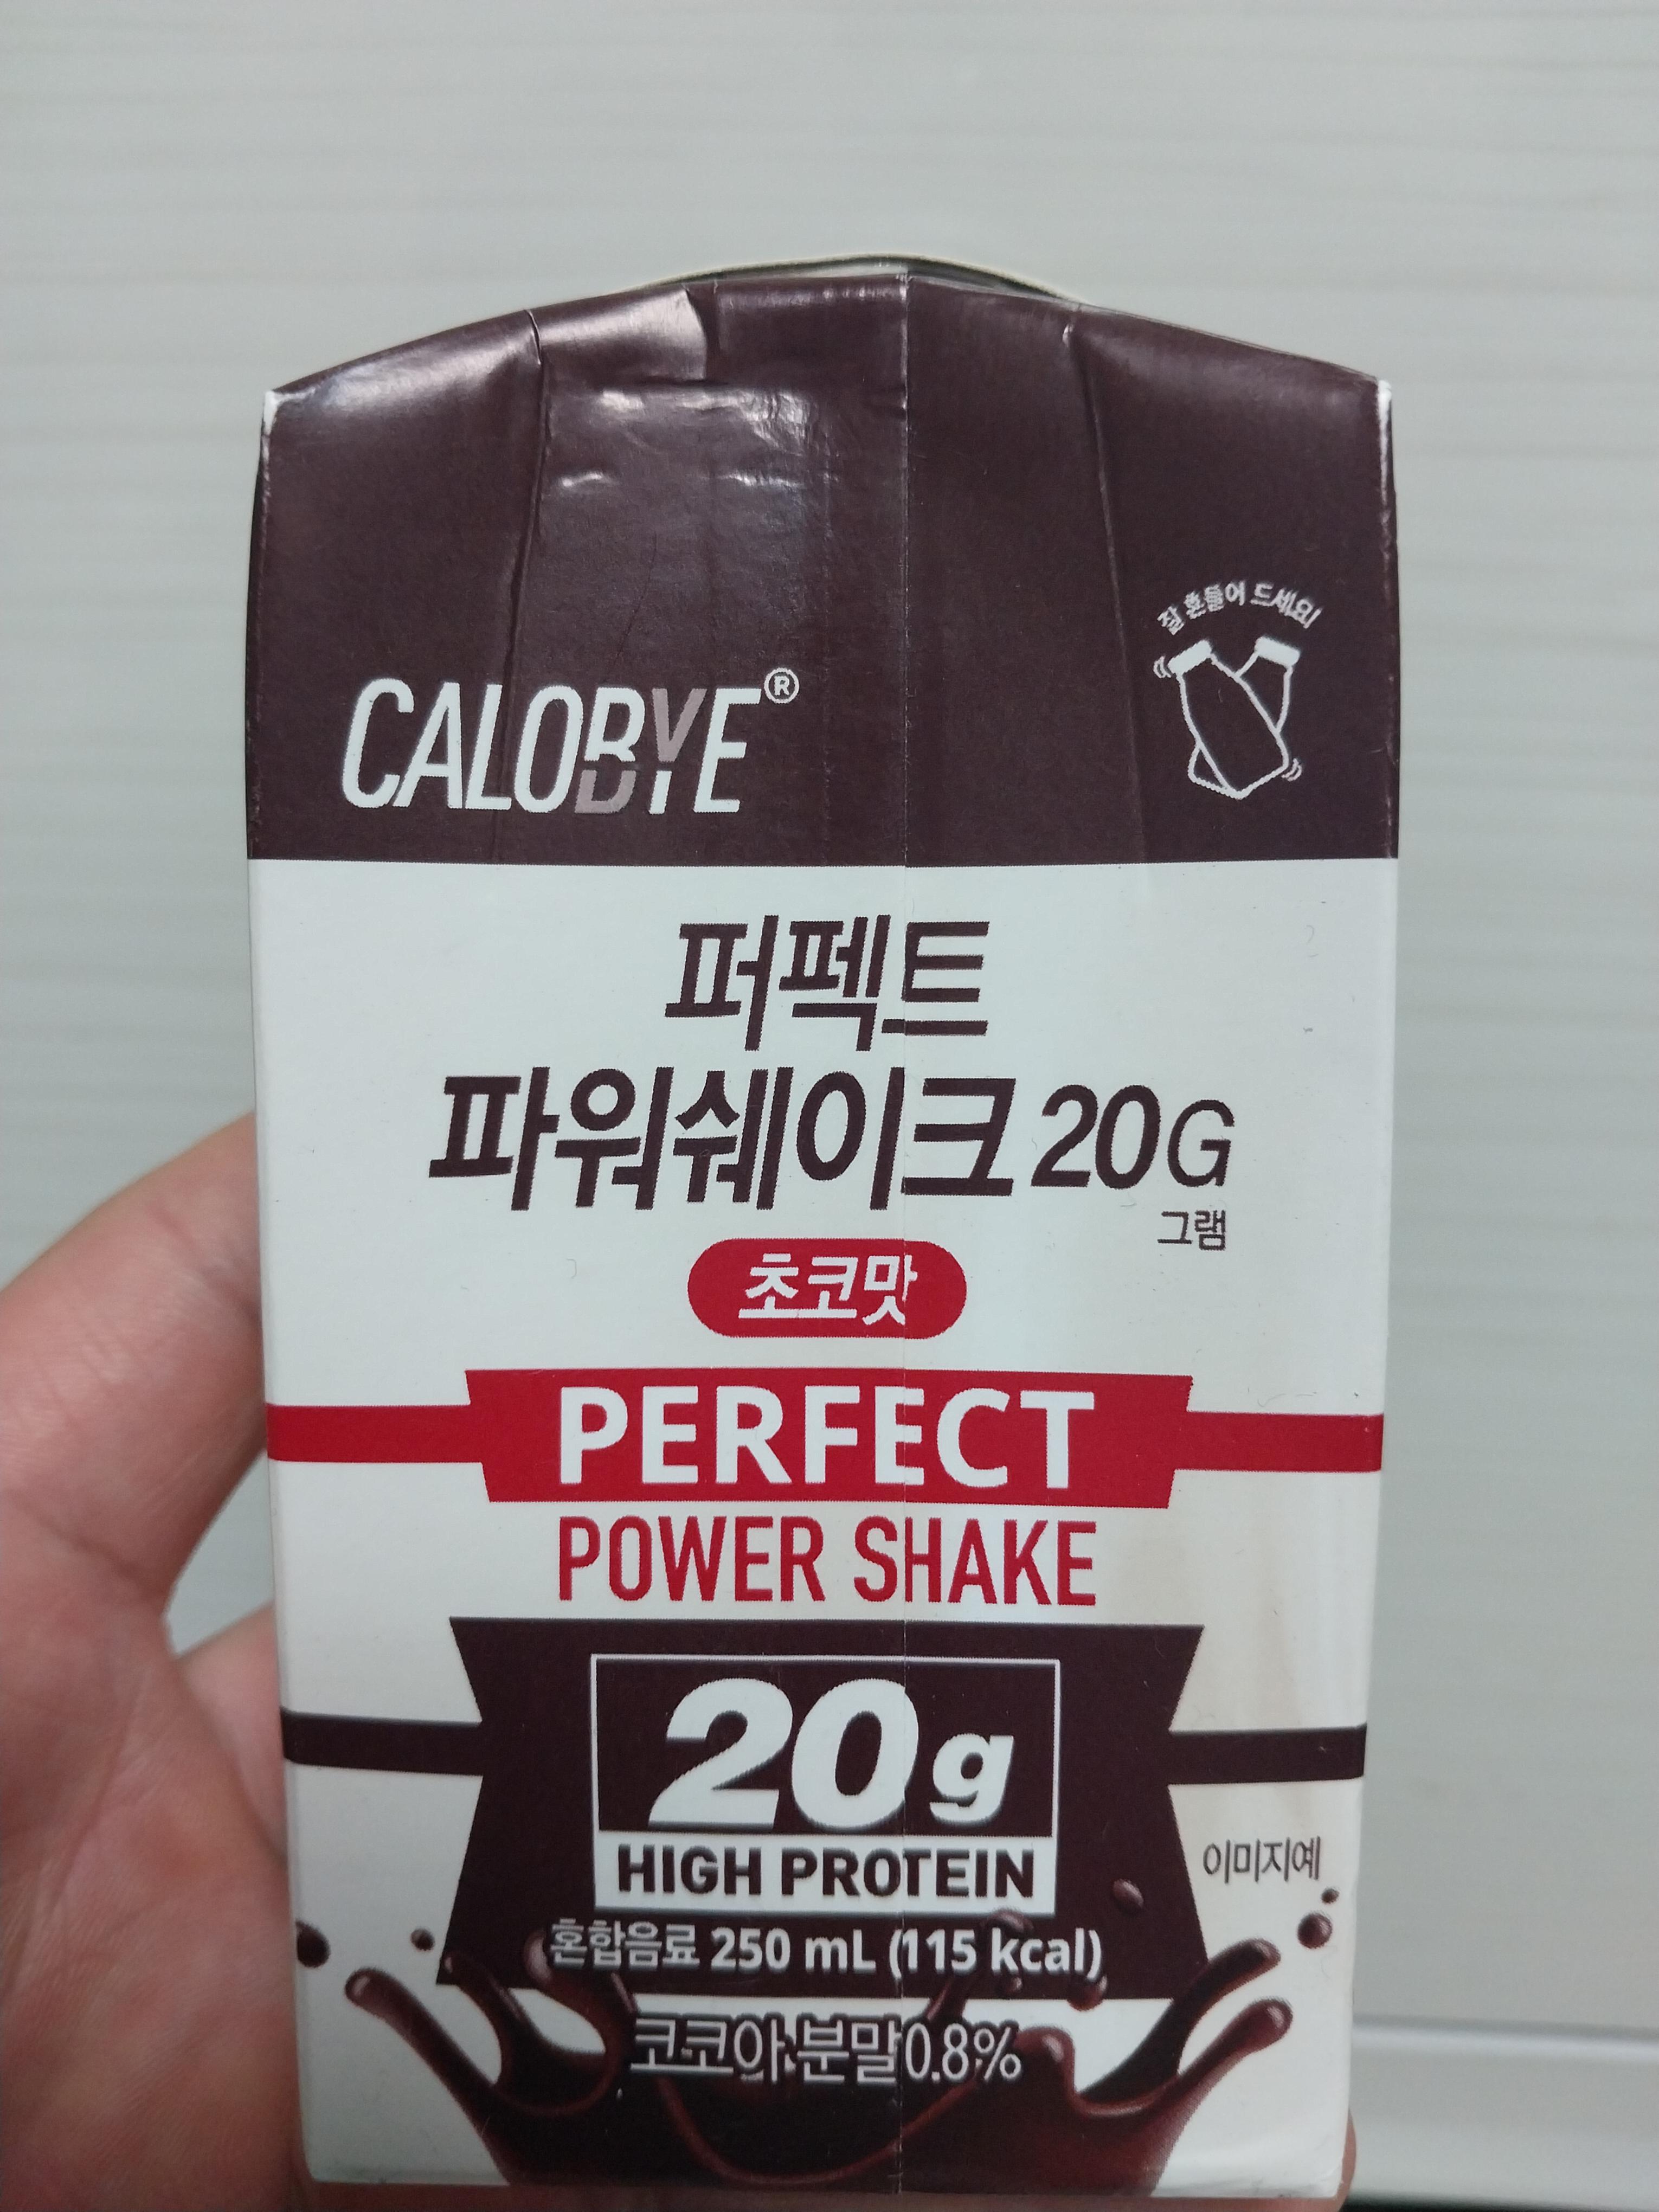 잘 흔들어 드세요!
CALOBYE®
퍼펙트
파워쉐이크 20G
그램
초코맛
PERFECT
POWER SHAKE
20g
HIGH PROTEIN
이미지예
혼합음료 250 mL (115 kcal)
코코아분말0.8%